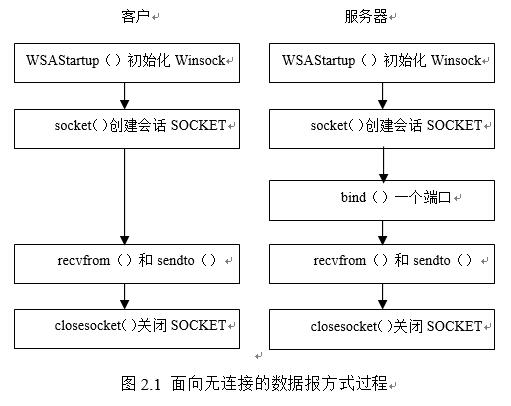 客户
服务器
WSAStartup（）初始化 Winsock↵
WSAStartup（）初始化 Winsock↵
socket( )创建会话 SOCKET↵
socket( )创建会话 SOCKET↵
bind（）一个端口↵
recvfrom（）和 sendto（）↵
recvfrom（）和 sendto（）↵
closesocket( )关闭 SOCKET↵
closesocket( )关闭 SOCKET↵
↵
图 2.1 面向无连接的数据报方式过程↵